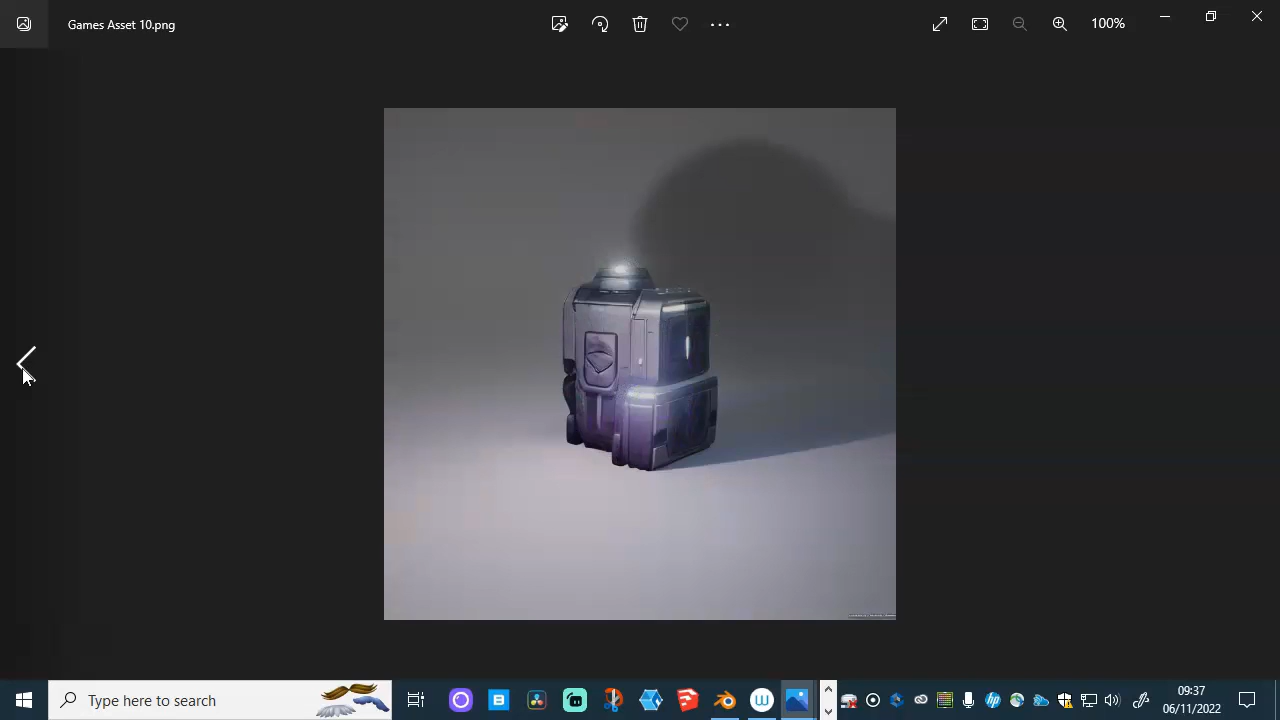 Games Asset 10.png
100%
Type here to search
09:37
06/11/2022